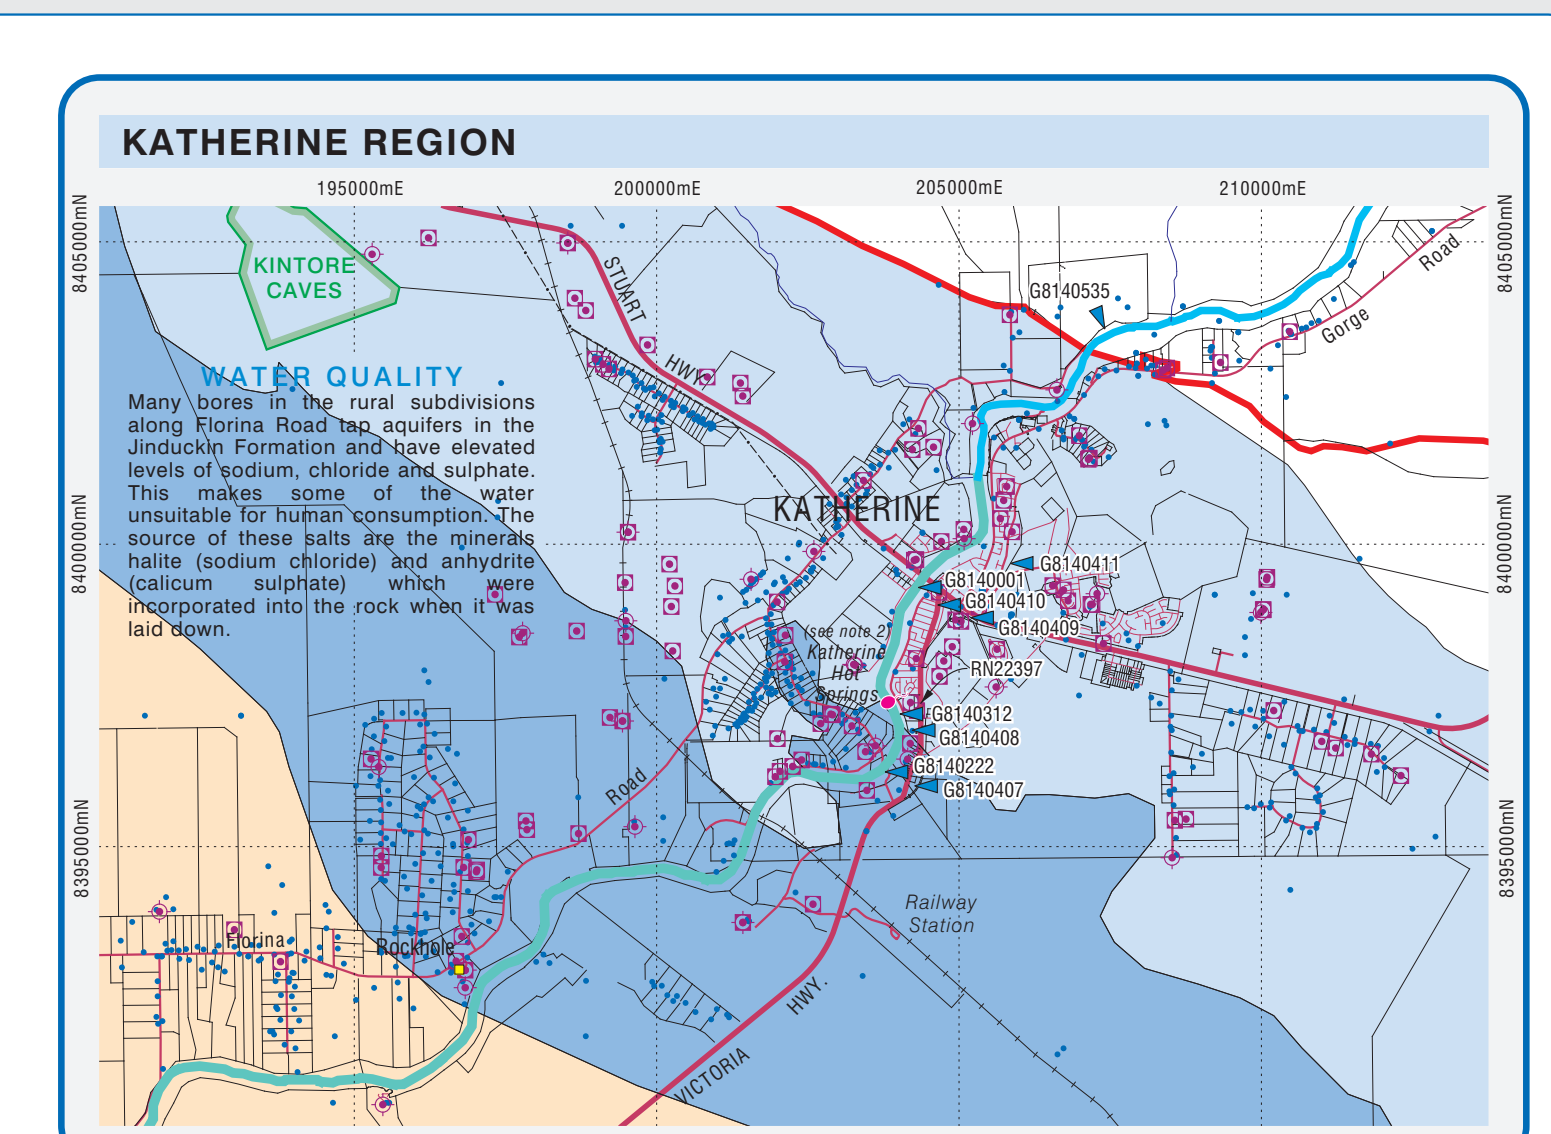 KATHERINE REGION
195000mE
200000mE
205000mE
210000mE
8405000mN
8405000mN
KINTORE
CAVES
STUART
HWY
G8140535
Road
Gorge
WATER QUALITY
Many bores in the rural subdivisions
along Florina Road tap aquifers in the
Jinduckin Formation and have elevated
levels of sodium, chloride and sulphate.
This makes some of the water
unsuitable for human consumption. The
source of these salts are the minerals
halite (sodium chloride) and anhydrite
(calicum sulphate) which were
incorporated into the rock when it was
laid down.
KATHERINE
8400000mN
8400000mN
G8140411
G8140001
G8140410
G8140409
(see note 2)
Katherine
Hot
Springs
RN22397
G8140312
G8140408
G8140222
G8140407
Road
8395000mN
8395000mN
Railway
Station
Florina
Rockhole
HWY.
VICTORIA